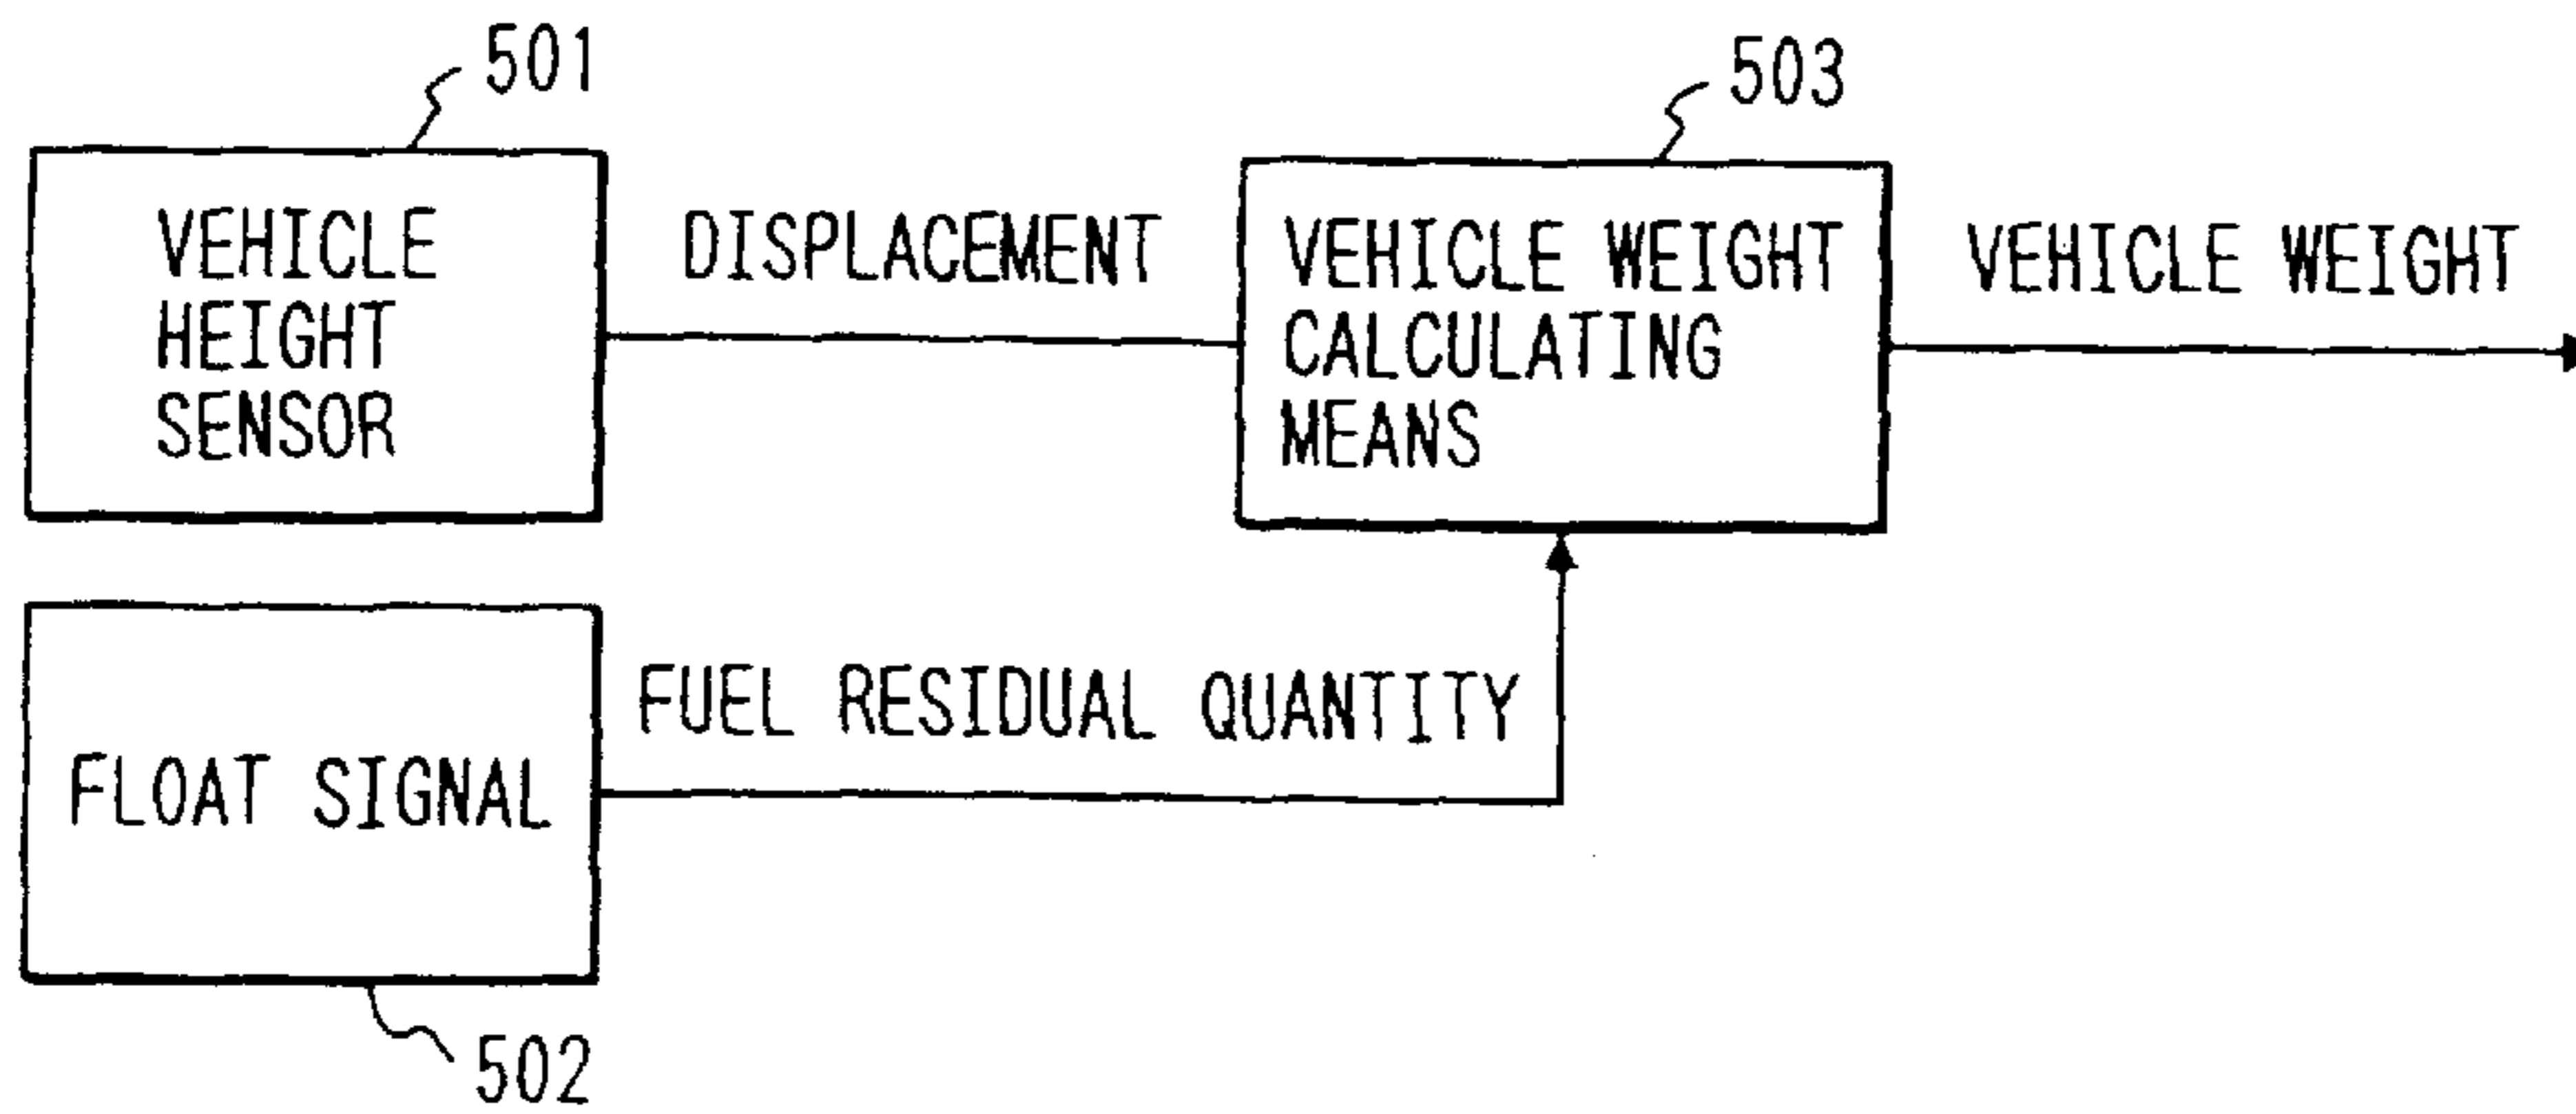 501
503
VEHICLE
HEIGHT
SENSOR
DISPLACEMENT
VEHICLE WEIGHT
CALCULATING
MEANS
VEHICLE WEIGHT
FLOAT SIGNAL
FUEL RESIDUAL QUANTITY
502